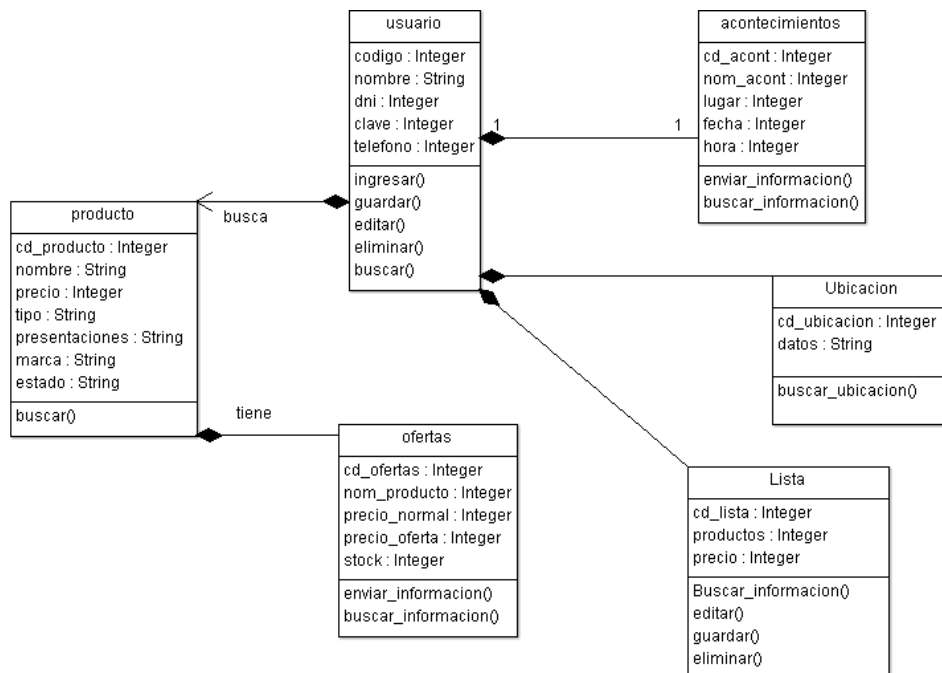 usuario
codigo : Integer
nombre : String
dni : Integer
clave : Integer
telefono : Integer
ingresar()
guardar()
editar()
eliminar()
buscar()
acontecimientos
cd_acont : Integer
nom_acont : Integer
lugar : Integer
fecha : Integer
hora : Integer
enviar_informacion()
buscar_informacion()
1
1
busca
producto
cd_producto : Integer
nombre : String
precio : Integer
tipo : String
presentaciones : String
marca : String
estado : String
buscar()
tiene
Ubicacion
cd_ubicacion : Integer
datos : String
buscar_ubicacion()
ofertas
cd_ofertas : Integer
nom_producto : Integer
precio_normal : Integer
precio_oferta : Integer
stock : Integer
enviar_informacion()
buscar_informacion()
Lista
cd_lista : Integer
productos : Integer
precio : Integer
Buscar_informacion()
editar()
guardar()
eliminar()